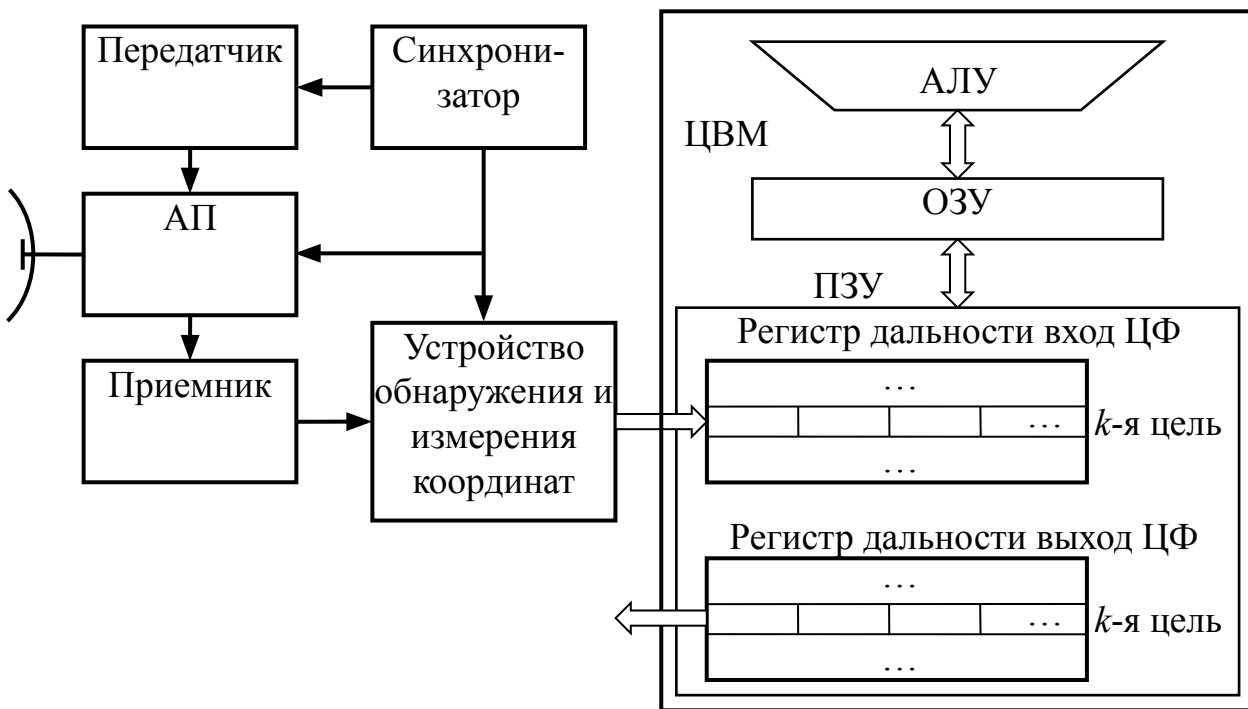 Передатчик
Синхрони-
затор
АЛУ
ЦВМ
ОЗУ
АП
ПЗУ
Регистр дальности вход ЦФ
Устройство
обнаружения и
измерения
координат
Приемник
...
... k-я цель
...
Регистр дальности выход ЦФ
...
... k-я цель
...